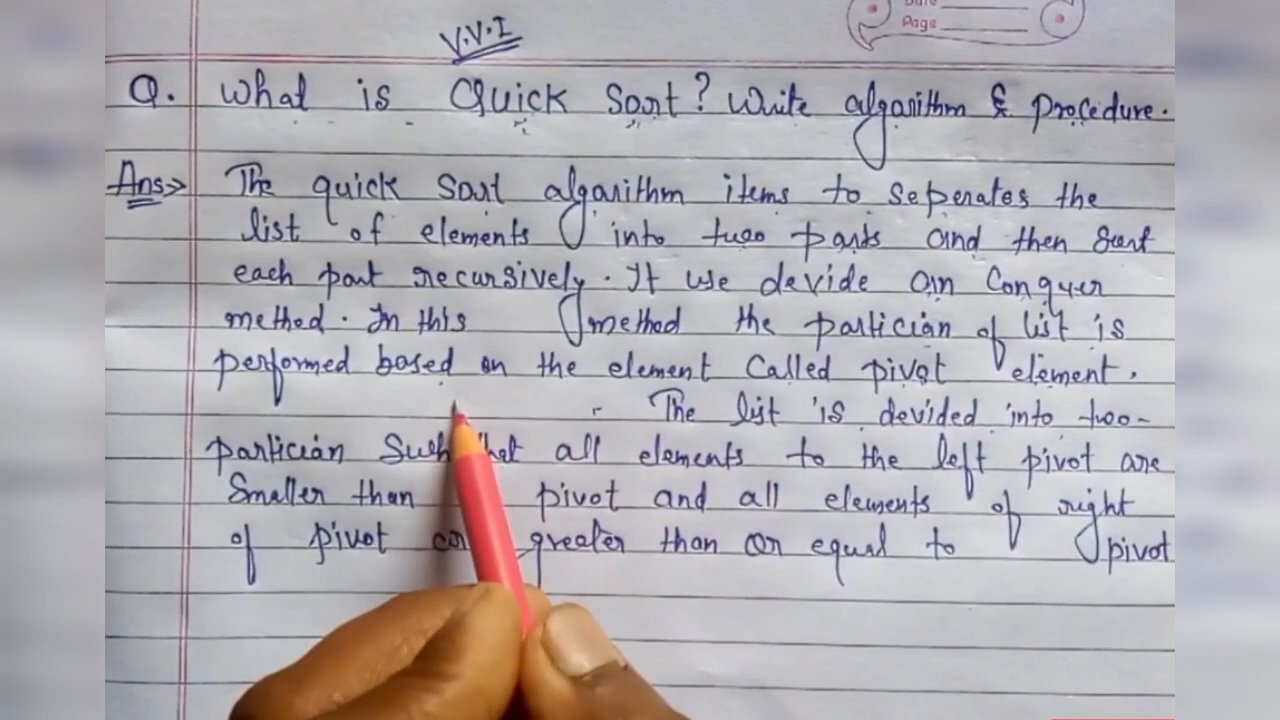 Page
V.V.I
Q. What is Quick Sort? Write algorithm & procedure.
Ans> The quick Sort algorithm items to seperates the
list of elements into two parts and then Sort
each part recursively. It use devide an Conquer
method. In this method the partician of list is
performed based on the element Called pivot element.
The list is devided into two-
partician Such that all elements to the left pivot are
Smaller than pivot and all elements of right
of pivot greater than or equal to pivot